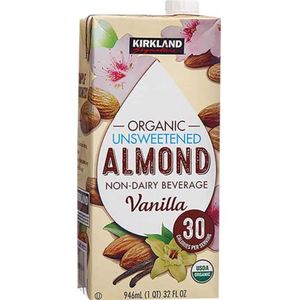 KIRKLAND
Signature
ORGANIC
UNSWEETENED
ALMOND
NON-DAIRY BEVERAGE
Vanilla
30
CALORIES PER SERVING
USDA
ORGANIC
946mL (1 QT) 32 fl oz